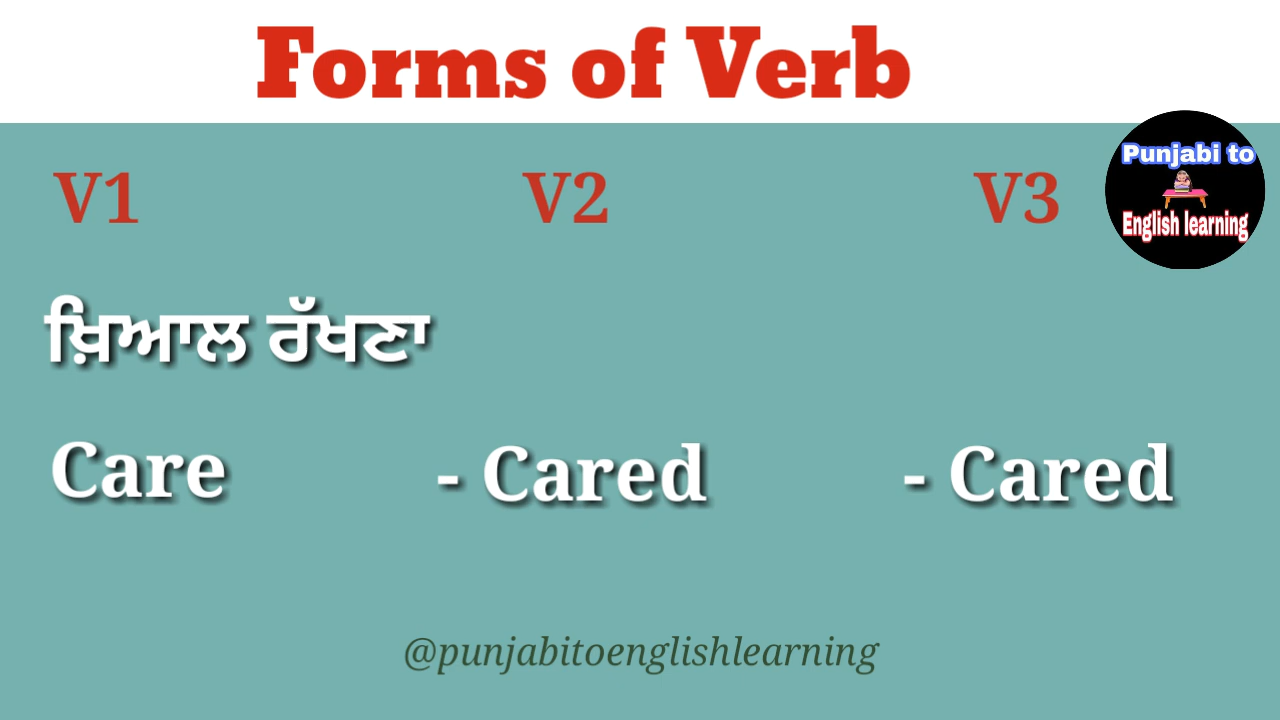 Forms of Verb
V1 V2 V3
Punjabi to
English learning
ਖ਼ਿਆਲ ਰੱਖਣਾ
Care - Cared - Cared
@punjabitoenglishlearning